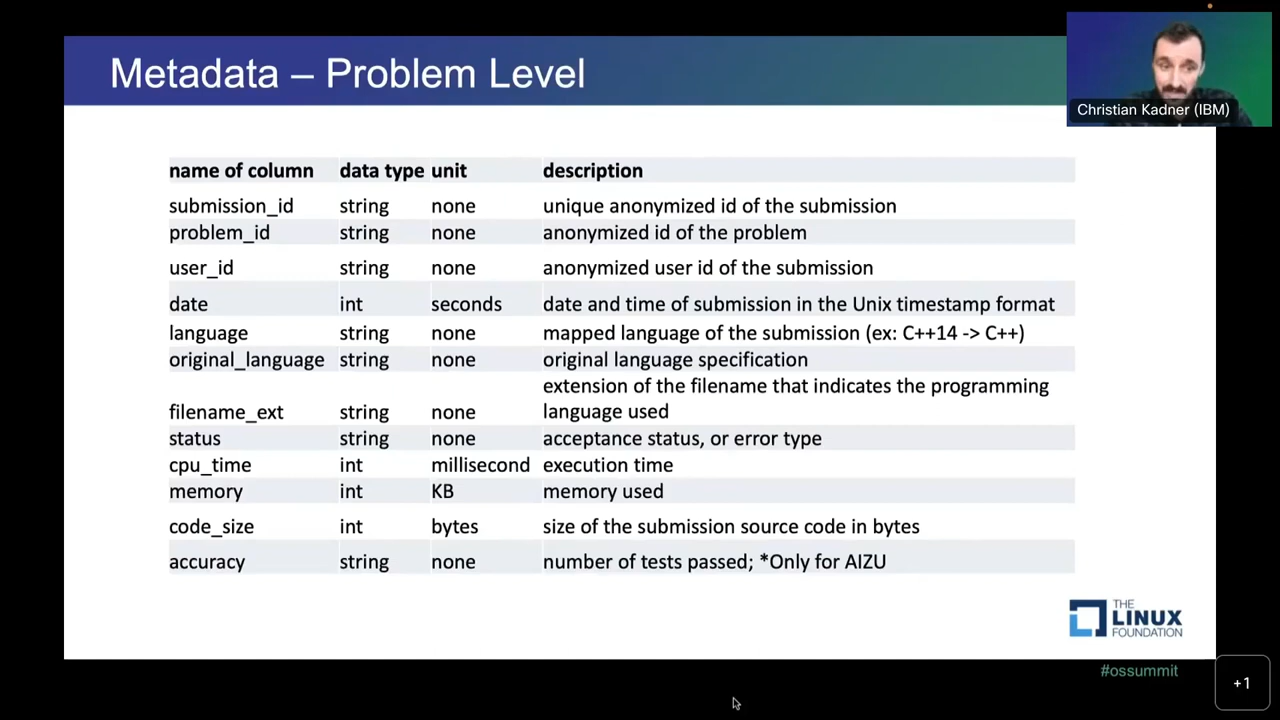 Metadata – Problem Level
Christian Kadner (IBM)
name of column data type unit description
submission_id string none unique anonymized id of the submission
problem_id string none anonymized id of the problem
user_id string none anonymized user id of the submission
date int seconds date and time of submission in the Unix timestamp format
language string none mapped language of the submission (ex: C++14 -> C++)
original_language string none original language specification
extension of the filename that indicates the programming
filename_ext string none language used
status string none acceptance status, or error type
cpu_time int millisecond execution time
memory int KB memory used
code_size int bytes size of the submission source code in bytes
accuracy string none number of tests passed; *Only for AIZU
THE
LINUX
FOUNDATION
#ossummit
+1